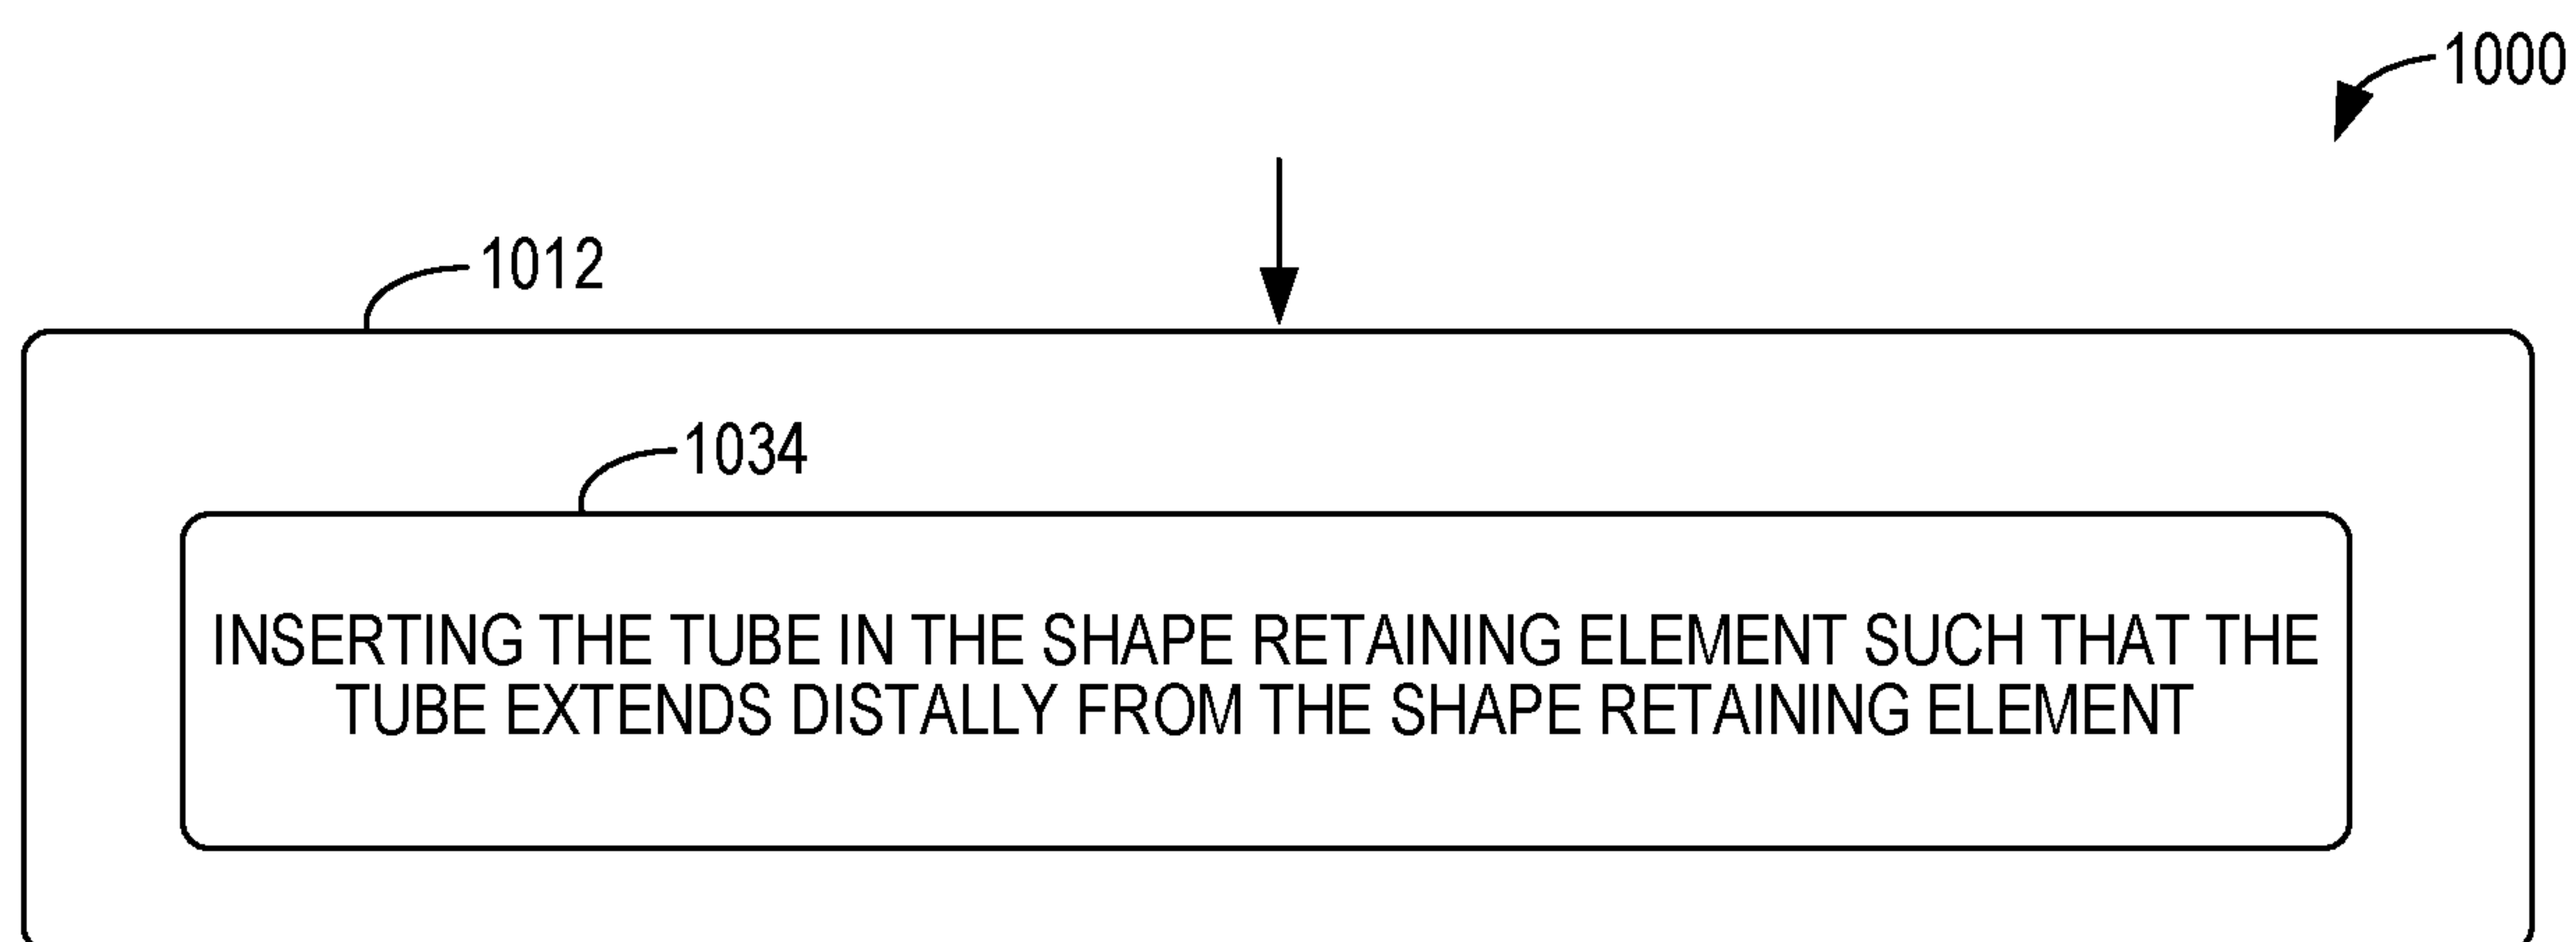 1000
1012
1034
INSERTING THE TUBE IN THE SHAPE RETAINING ELEMENT SUCH THAT THE
TUBE EXTENDS DISTALLY FROM THE SHAPE RETAINING ELEMENT